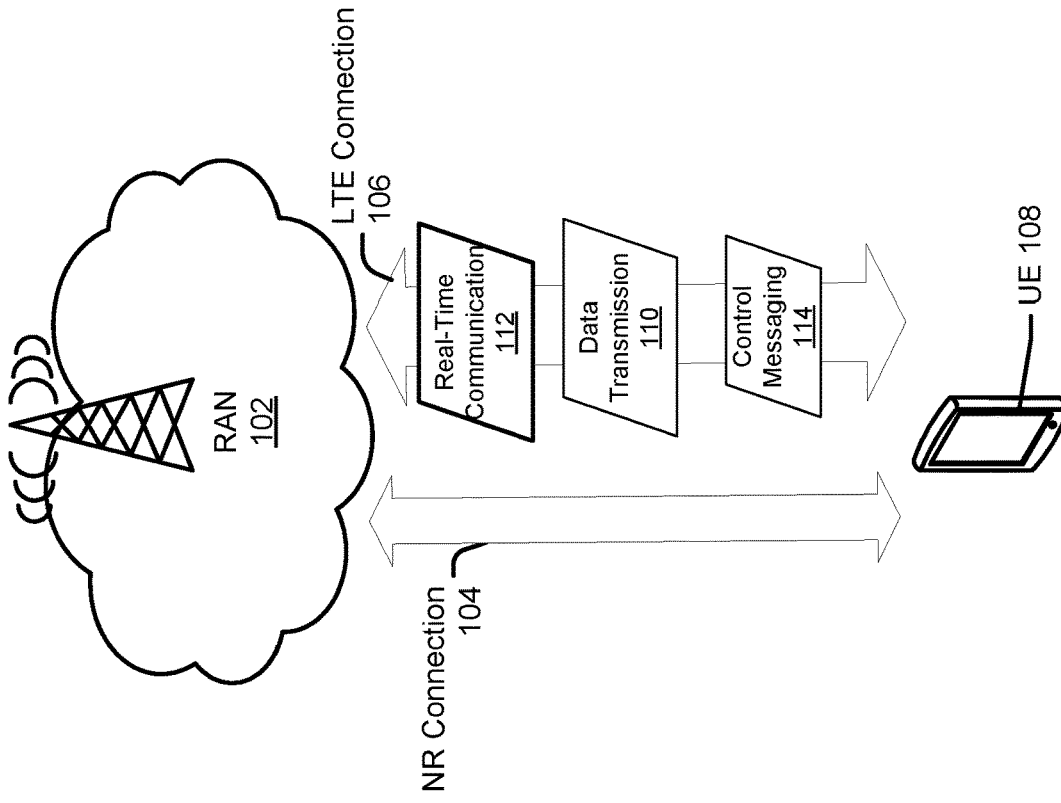 RAN
102
LTE Connection
106
NR Connection
104
Real-Time
Communication
112
Data
Transmission
110
Control
Messaging
114
UE 108